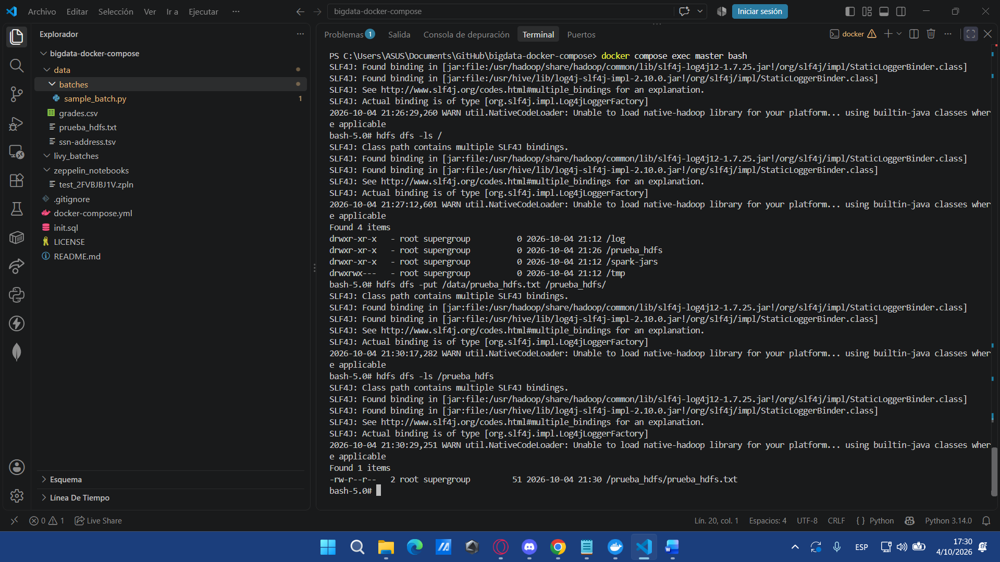 Archivo Editar Selección Ver Ir a Ejecutar ··· bigdata-docker-compose Iniciar sesión
Explorador ···
bigdata-docker-compose
data
batches
sample_batch.py 1
grades.csv
prueba_hdfs.txt
ssn-address.tsv
livy_batches
zeppelin_notebooks
test_2FVBJBJ1V.zpln
.gitignore
docker-compose.yml
init.sql
LICENSE
README.md
Esquema
Línea De Tiempo
Problemas 1 Salida Consola de depuración Terminal Puertos docker
PS C:\Users\ASUS\Documents\GitHub\bigdata-docker-compose> docker compose exec master bash
SLF4J: Found binding in [jar:file:/usr/hadoop/share/hadoop/common/lib/slf4j-log4j12-1.7.25.jar!/org/slf4j/impl/StaticLoggerBinder.class]
SLF4J: Found binding in [jar:file:/usr/hive/lib/log4j-slf4j-impl-2.10.0.jar!/org/slf4j/impl/StaticLoggerBinder.class]
SLF4J: See http://www.slf4j.org/codes.html#multiple_bindings for an explanation.
SLF4J: Actual binding is of type [org.slf4j.impl.Log4jLoggerFactory]
2026-10-04 21:26:29,260 WARN util.NativeCodeLoader: Unable to load native-hadoop library for your platform... using builtin-java classes wher
e applicable
bash-5.0# hdfs dfs -ls /
SLF4J: Class path contains multiple SLF4J bindings.
SLF4J: Found binding in [jar:file:/usr/hadoop/share/hadoop/common/lib/slf4j-log4j12-1.7.25.jar!/org/slf4j/impl/StaticLoggerBinder.class]
SLF4J: Found binding in [jar:file:/usr/hive/lib/log4j-slf4j-impl-2.10.0.jar!/org/slf4j/impl/StaticLoggerBinder.class]
SLF4J: See http://www.slf4j.org/codes.html#multiple_bindings for an explanation.
SLF4J: Actual binding is of type [org.slf4j.impl.Log4jLoggerFactory]
2026-10-04 21:27:12,601 WARN util.NativeCodeLoader: Unable to load native-hadoop library for your platform... using builtin-java classes wher
e applicable
Found 4 items
drwxr-xr-x - root supergroup 0 2026-10-04 21:12 /log
drwxr-xr-x - root supergroup 0 2026-10-04 21:26 /prueba_hdfs
drwxr-xr-x - root supergroup 0 2026-10-04 21:12 /spark-jars
drwxrwx--- - root supergroup 0 2026-10-04 21:12 /tmp
bash-5.0# hdfs dfs -put /data/prueba_hdfs.txt /prueba_hdfs/
SLF4J: Class path contains multiple SLF4J bindings.
SLF4J: Found binding in [jar:file:/usr/hadoop/share/hadoop/common/lib/slf4j-log4j12-1.7.25.jar!/org/slf4j/impl/StaticLoggerBinder.class]
SLF4J: Found binding in [jar:file:/usr/hive/lib/log4j-slf4j-impl-2.10.0.jar!/org/slf4j/impl/StaticLoggerBinder.class]
SLF4J: See http://www.slf4j.org/codes.html#multiple_bindings for an explanation.
SLF4J: Actual binding is of type [org.slf4j.impl.Log4jLoggerFactory]
2026-10-04 21:30:17,282 WARN util.NativeCodeLoader: Unable to load native-hadoop library for your platform... using builtin-java classes wher
e applicable
bash-5.0# hdfs dfs -ls /prueba_hdfs
SLF4J: Class path contains multiple SLF4J bindings.
SLF4J: Found binding in [jar:file:/usr/hadoop/share/hadoop/common/lib/slf4j-log4j12-1.7.25.jar!/org/slf4j/impl/StaticLoggerBinder.class]
SLF4J: Found binding in [jar:file:/usr/hive/lib/log4j-slf4j-impl-2.10.0.jar!/org/slf4j/impl/StaticLoggerBinder.class]
SLF4J: See http://www.slf4j.org/codes.html#multiple_bindings for an explanation.
SLF4J: Actual binding is of type [org.slf4j.impl.Log4jLoggerFactory]
2026-10-04 21:30:29,251 WARN util.NativeCodeLoader: Unable to load native-hadoop library for your platform... using builtin-java classes wher
e applicable
Found 1 items
-rw-r--r-- 2 root supergroup 51 2026-10-04 21:30 /prueba_hdfs/prueba_hdfs.txt
bash-5.0#
0 1 Live Share Lín. 20, col. 1 Espacios: 4 UTF-8 CRLF { } Python Python 3.14.0
ESP 17:30
4/10/2026